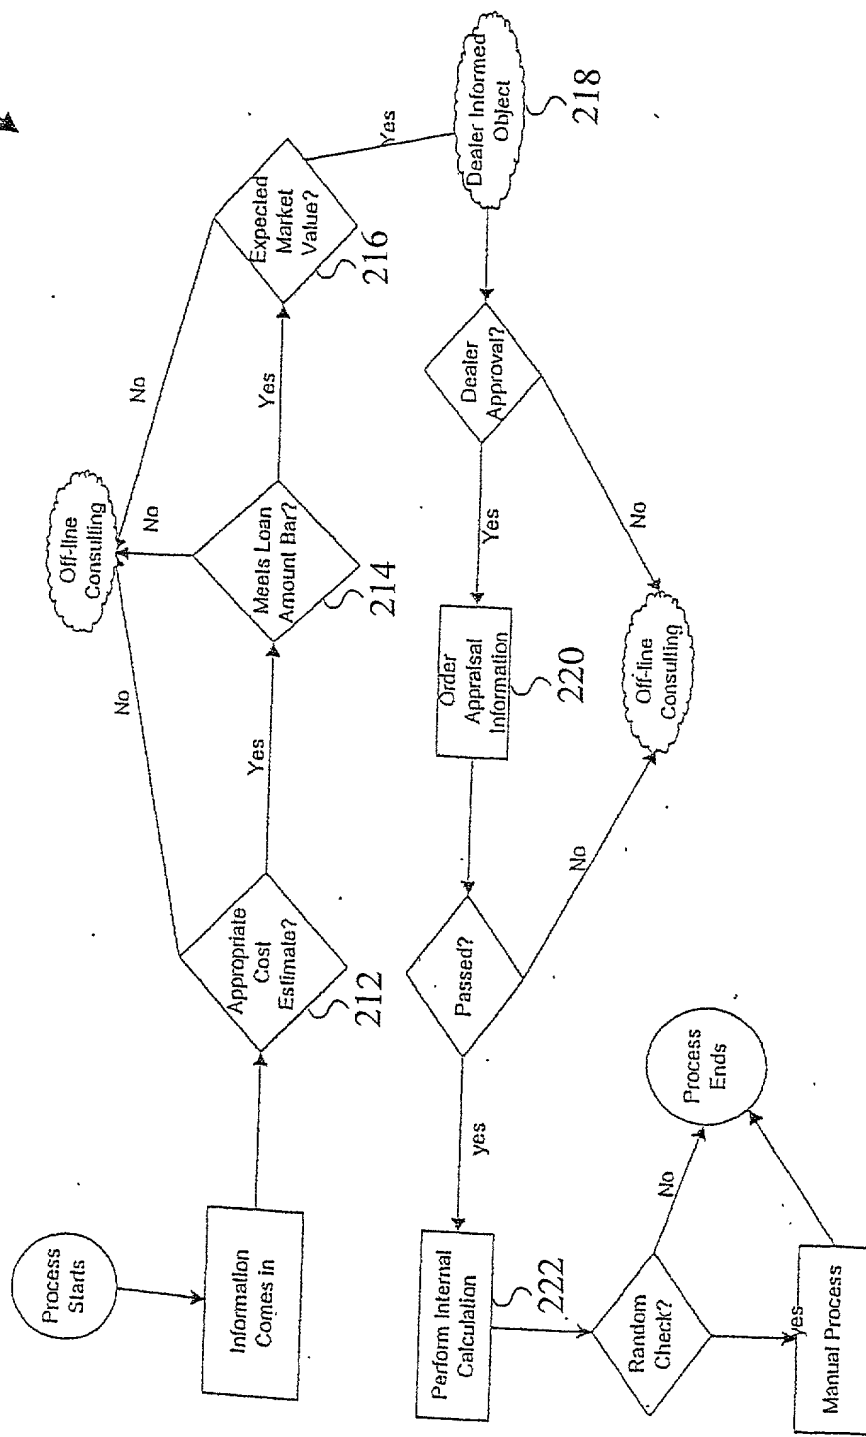 Process
Starts
Information
Comes in
Appropriate
Cost
Estimate?
212
No
Yes
Meets Loan
Amount Bar?
214
No
Off-line
Consulting
Yes
Expected
Market
Value?
216
No
Yes
Dealer Informed
Object
218
Dealer
Approval?
No
Yes
Order
Appraisal
Information
220
Off-line
Consulting
Passed?
No
yes
Perform Internal
Calculation
222
Random
Check?
No
yes
Manual Process
Process
Ends